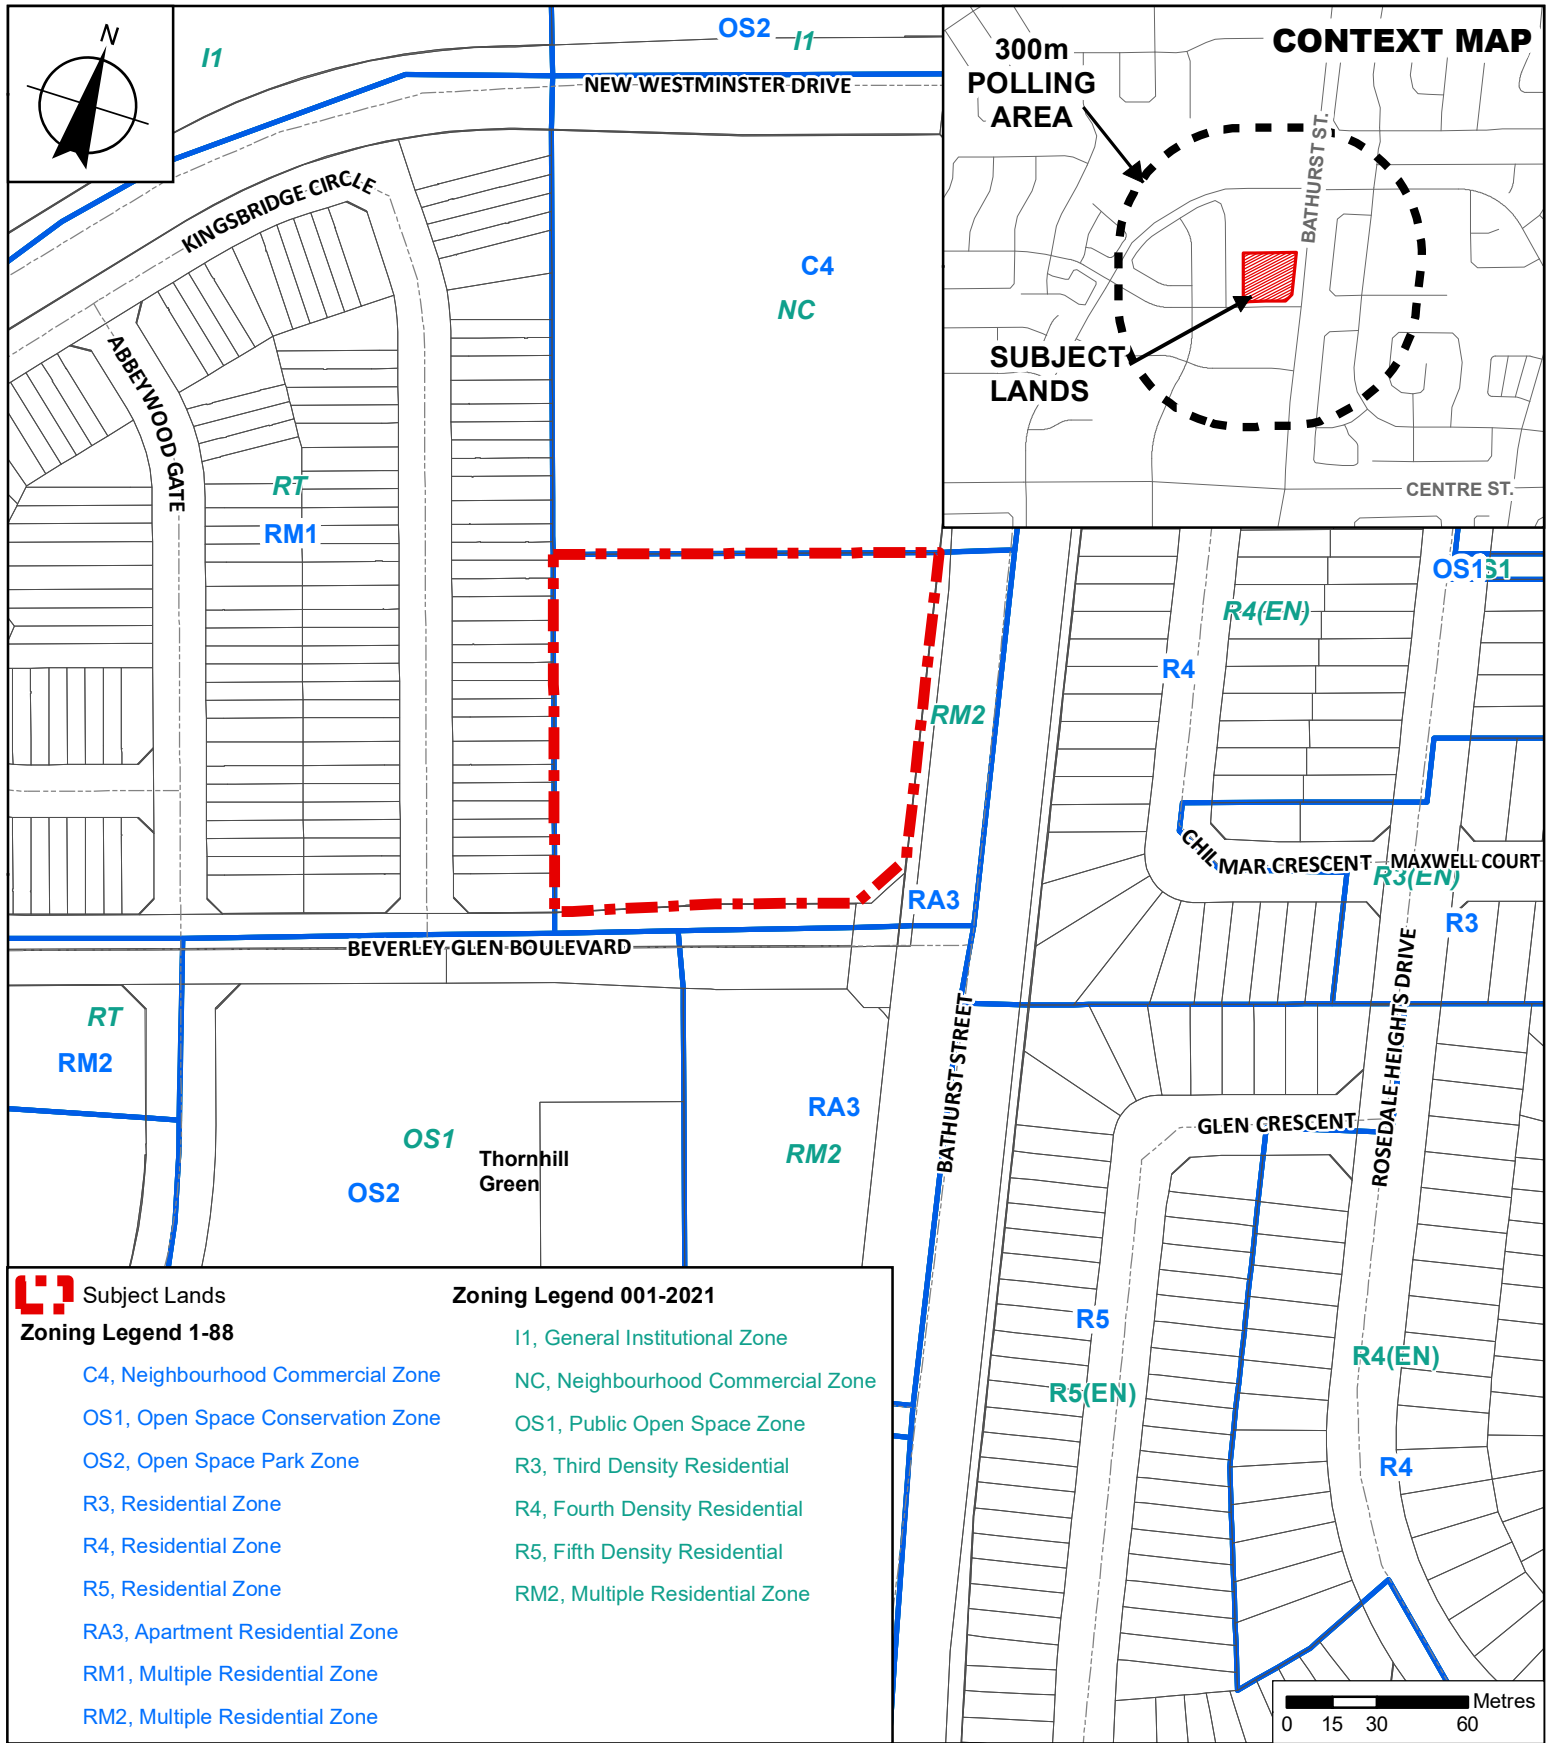 N
I1
OS2
I1
NEW WESTMINSTER DRIVE
KINGSBRIDGE CIRCLE
ABBEYWOOD GATE
C4
NC
RT
RM1
CONTEXT MAP
300m
POLLING
AREA
BATHURST ST.
SUBJECT
LANDS
CENTRE ST.
OS1
S1
R4(EN)
R4
RM2
CHIL
MAR CRESCENT
MAXWELL COURT
R3(EN)
RA3
R3
BEVERLEY GLEN BOULEVARD
ROSEDALE HEIGHTS DRIVE
BATHURST STREET
RT
RM2
RA3
RM2
OS1
Thornhill
Green
OS2
GLEN CRESCENT
R5
R5(EN)
R4(EN)
R4
Subject Lands
Zoning Legend 1-88
C4, Neighbourhood Commercial Zone
OS1, Open Space Conservation Zone
OS2, Open Space Park Zone
R3, Residential Zone
R4, Residential Zone
R5, Residential Zone
RA3, Apartment Residential Zone
RM1, Multiple Residential Zone
RM2, Multiple Residential Zone
Zoning Legend 001-2021
I1, General Institutional Zone
NC, Neighbourhood Commercial Zone
OS1, Public Open Space Zone
R3, Third Density Residential
R4, Fourth Density Residential
R5, Fifth Density Residential
RM2, Multiple Residential Zone
Metres
0 15 30 60